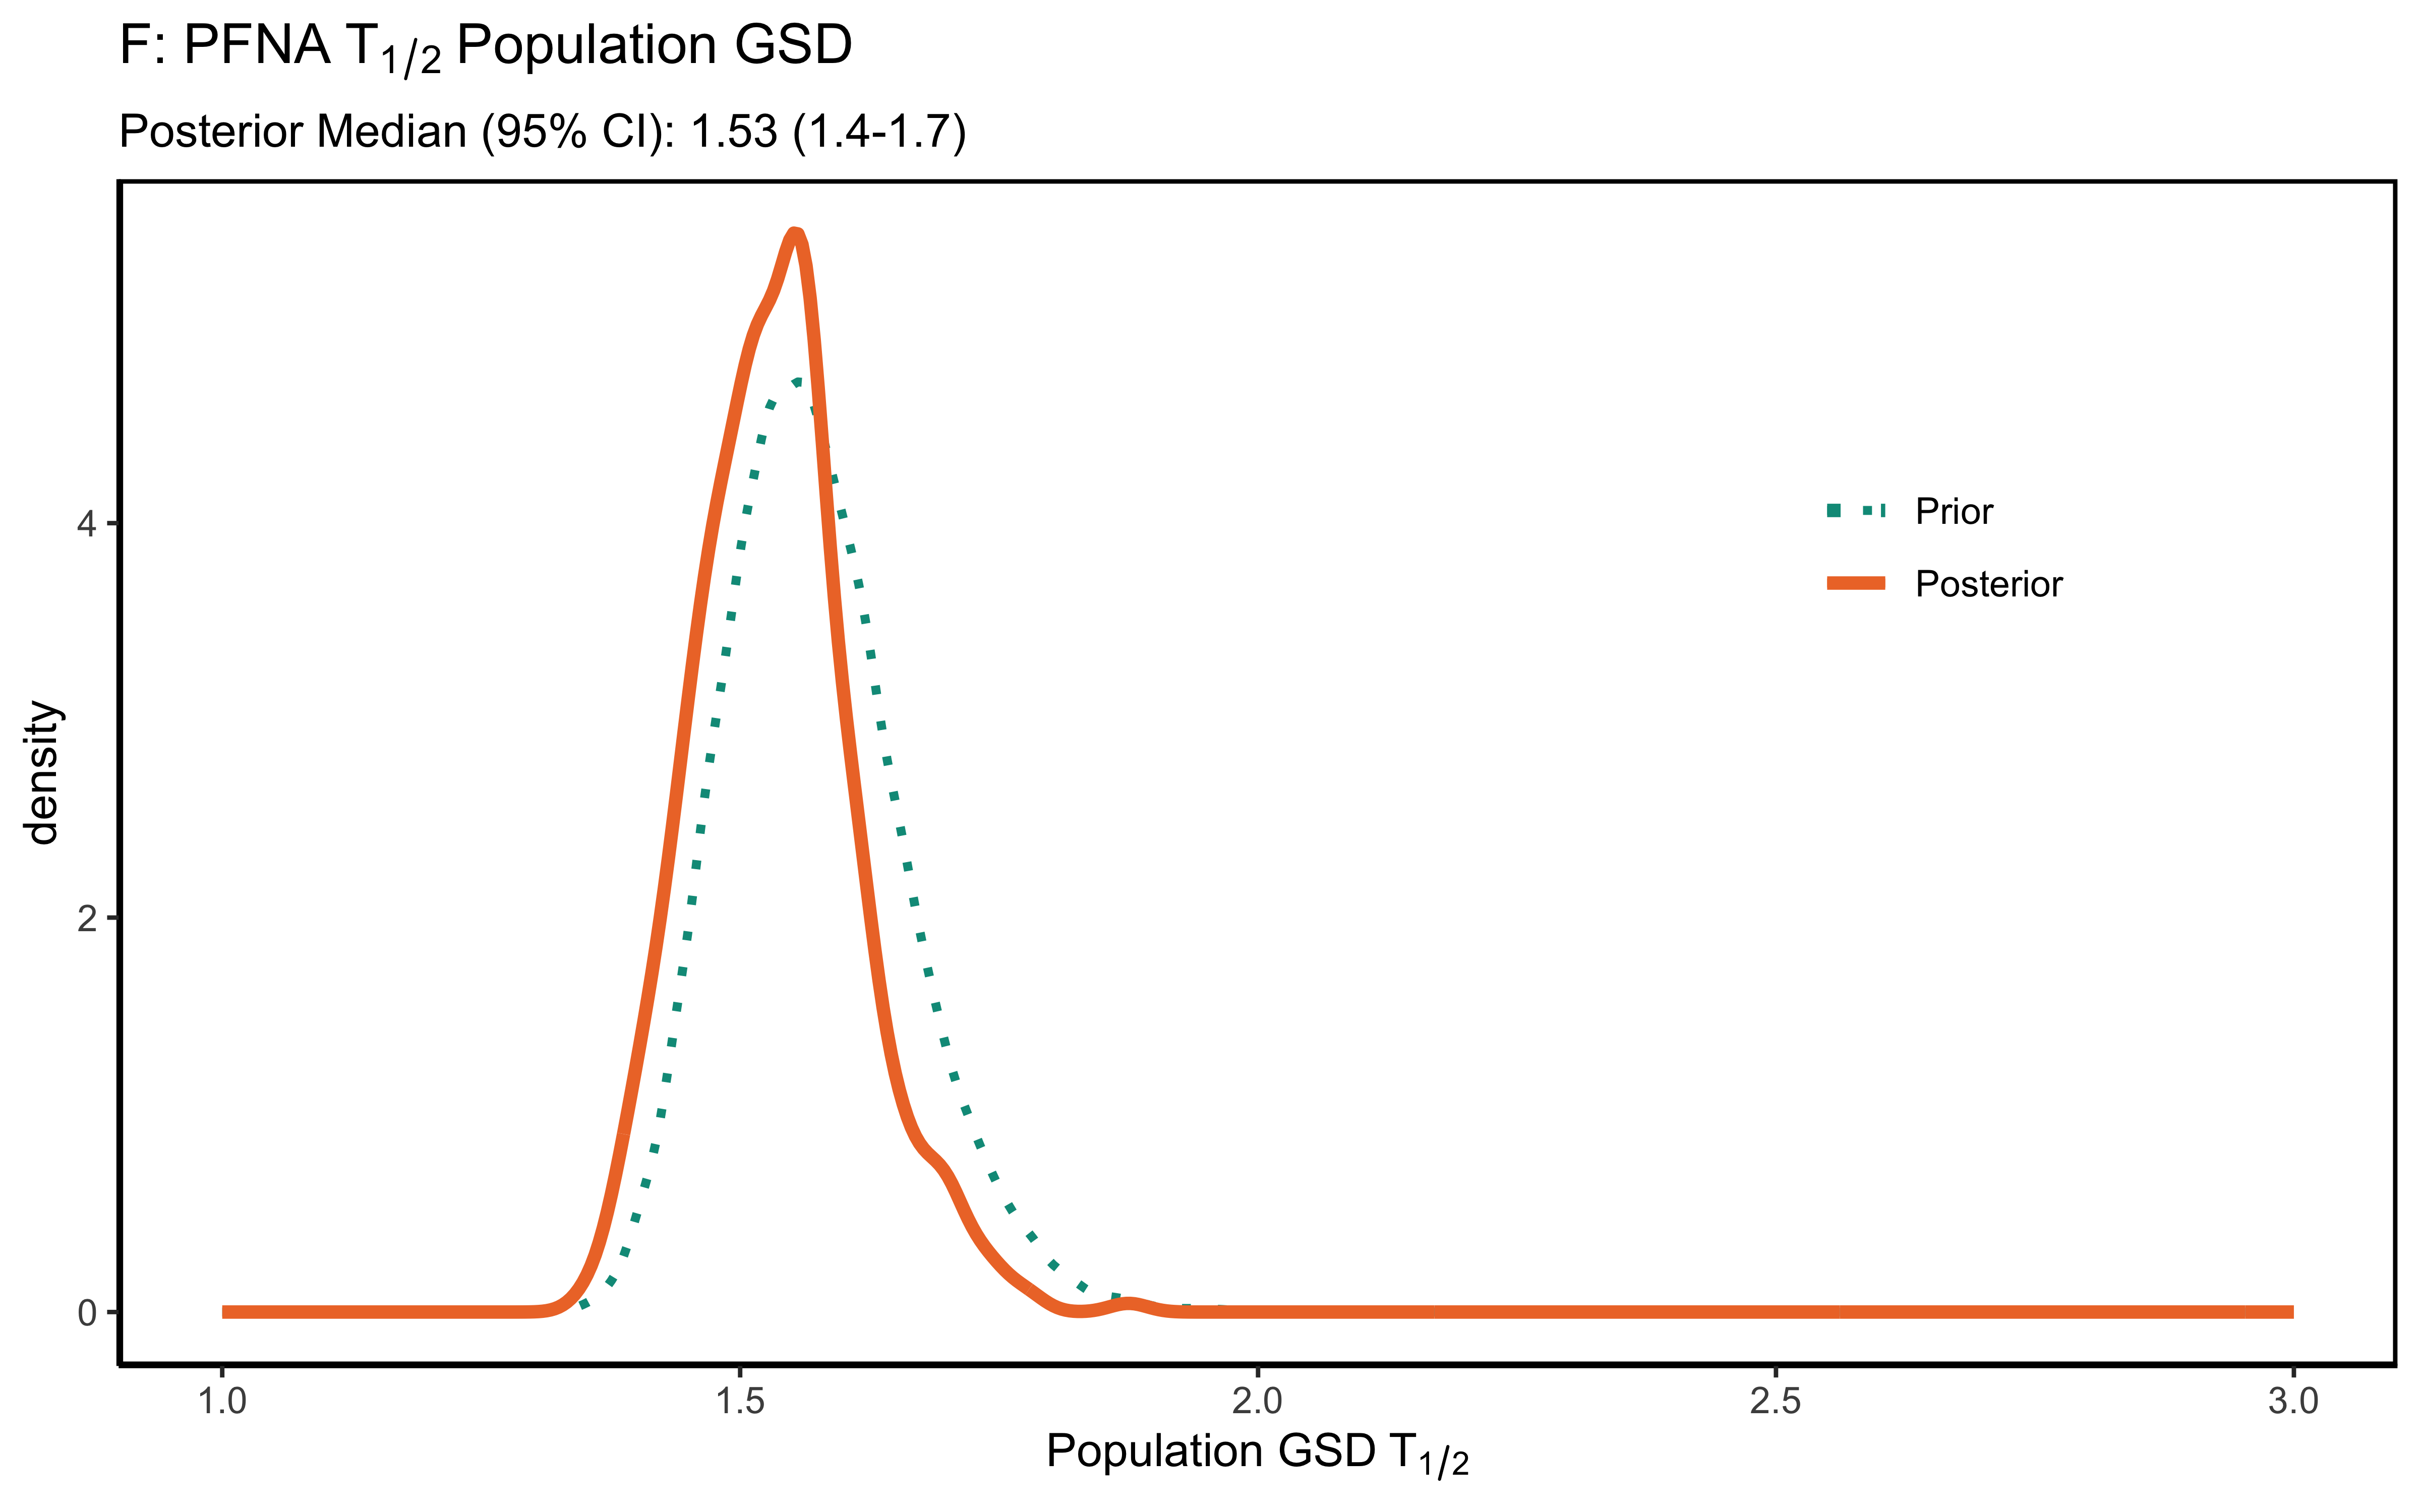 F: PFNA T1/2 Population GSD
Posterior Median (95% CI): 1.53 (1.4-1.7)
density
4
2
0
Prior
Posterior
1.0 1.5 2.0 2.5 3.0
Population GSD T1/2